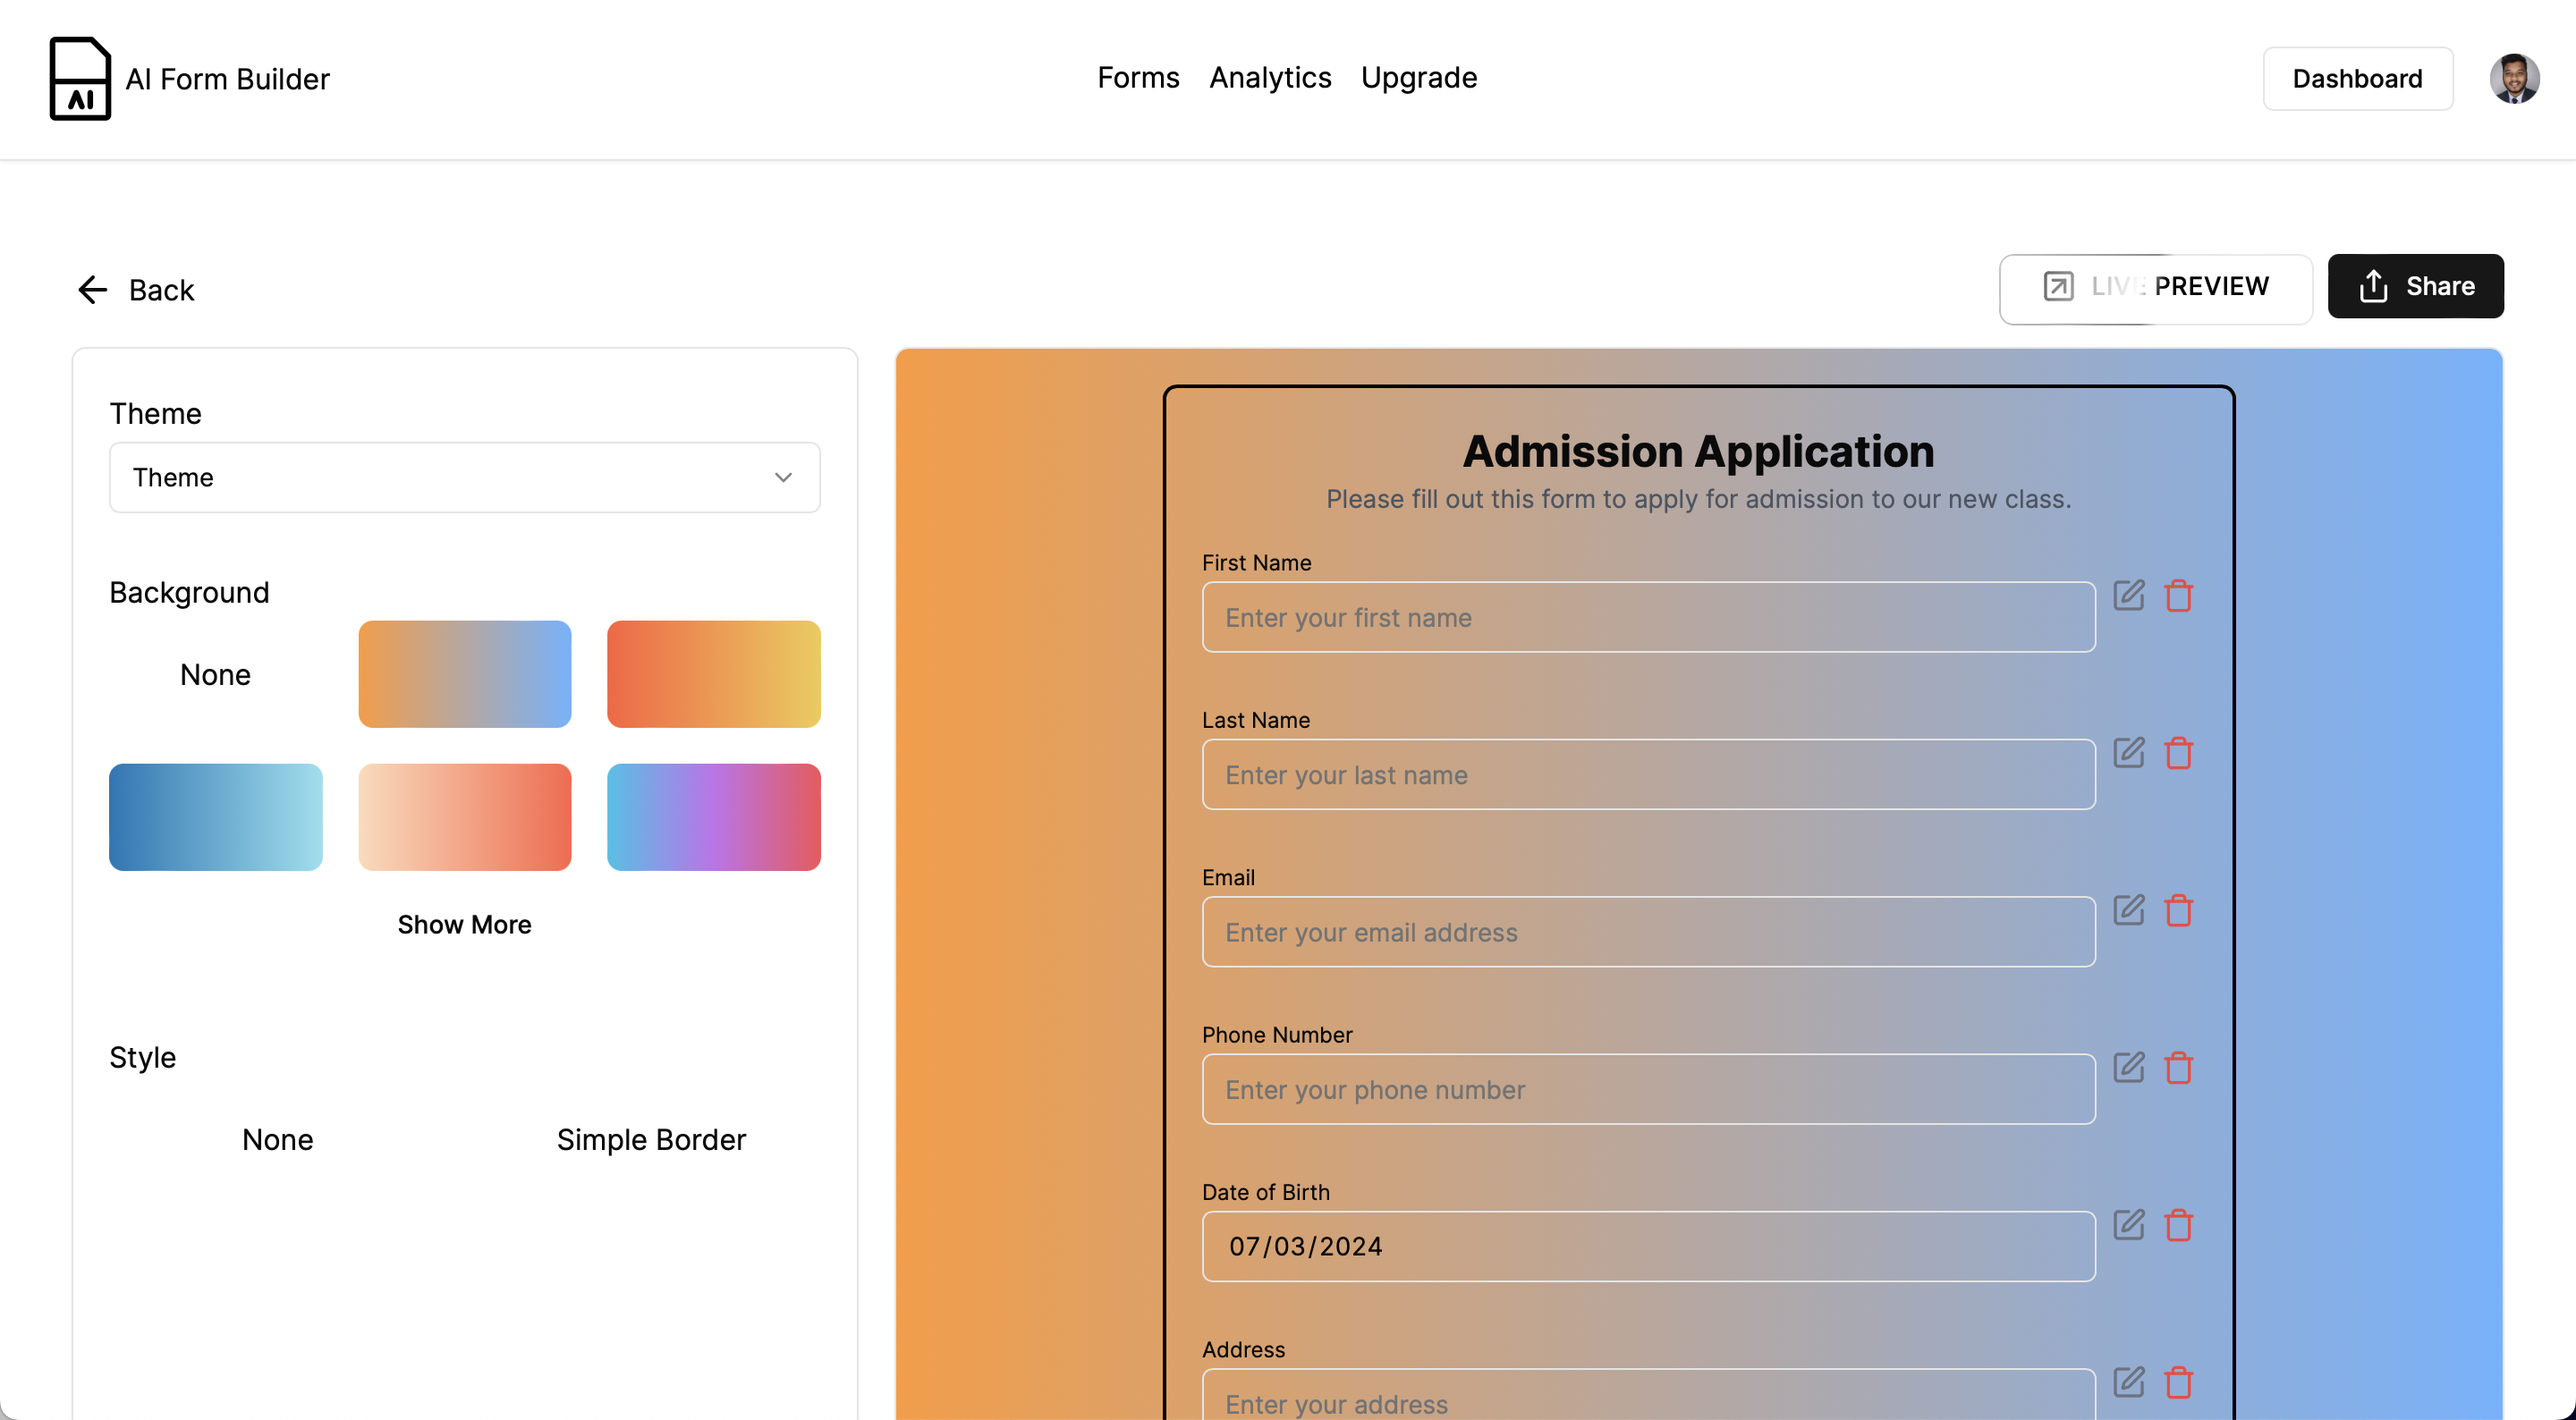 AI
AI Form Builder
Forms Analytics Upgrade
Dashboard
Back
LIVE PREVIEW
Share
Theme
Theme
Background
None
Show More
Style
None Simple Border
Admission Application
Please fill out this form to apply for admission to our new class.
First Name
Enter your first name
Last Name
Enter your last name
Email
Enter your email address
Phone Number
Enter your phone number
Date of Birth
07/03/2024
Address
Enter your address